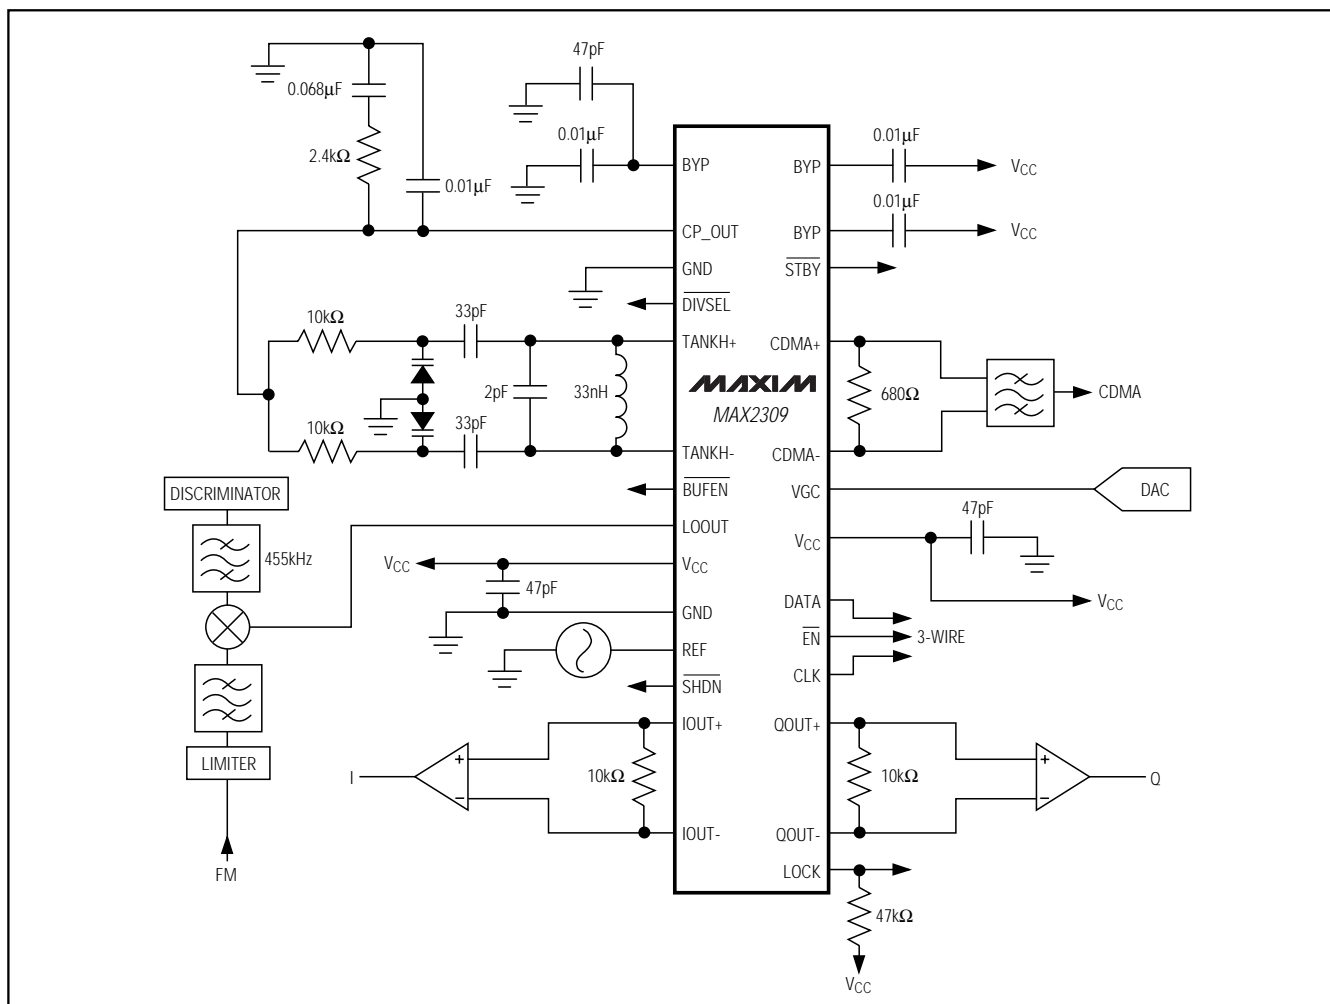 47pF
0.068µF
0.01µF
0.01µF
2.4kΩ
BYP
BYP
VCC
0.01µF
0.01µF
CP_OUT
BYP
VCC
GND
STBY
DIVSEL
10kΩ
33pF
TANKH+
CDMA+
2pF
33nH
MAXIM
MAX2309
680Ω
CDMA
10kΩ
33pF
TANKH-
CDMA-
DISCRIMINATOR
BUFEN
VGC
DAC
47pF
LOOUT
VCC
455kHz
VCC
VCC
47pF
DATA
VCC
GND
EN
3-WIRE
REF
CLK
SHDN
IOUT+
QOUT+
LIMITER
I
+
−
10kΩ
10kΩ
+
−
Q
IOUT-
QOUT-
FM
LOCK
47kΩ
VCC